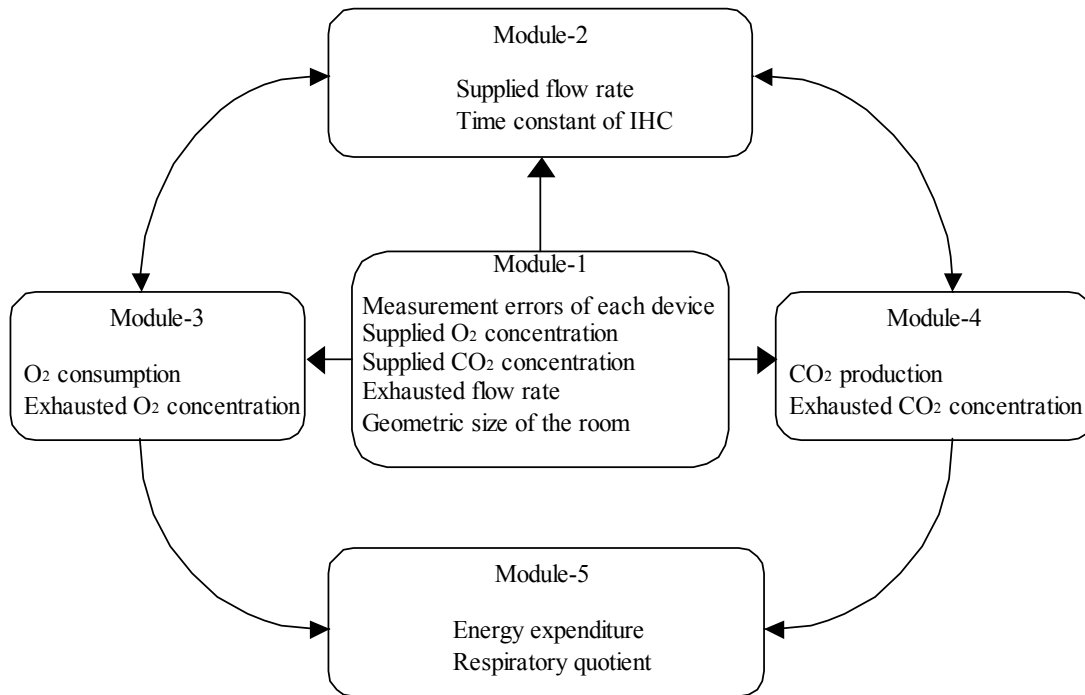 Module-2
Supplied flow rate
Time constant of IHC
Module-1
Measurement errors of each device
Supplied O2 concentration
Supplied CO2 concentration
Exhausted flow rate
Geometric size of the room
Module-3
O2 consumption
Exhausted O2 concentration
Module-4
CO2 production
Exhausted CO2 concentration
Module-5
Energy expenditure
Respiratory quotient